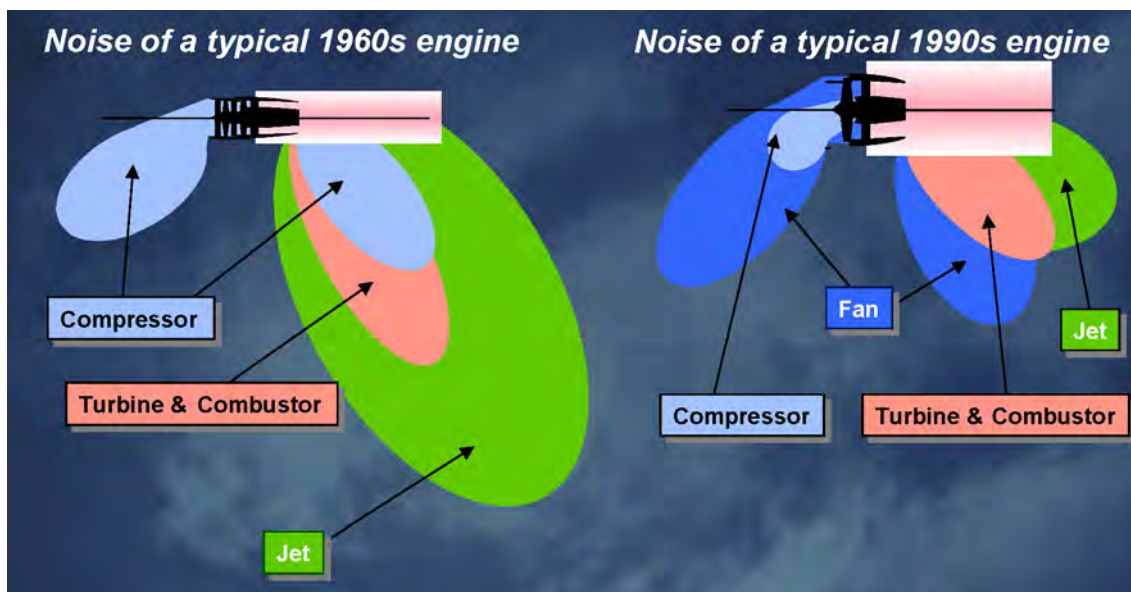 Noise of a typical 1960s engine
Compressor
Turbine & Combustor
Jet
Noise of a typical 1990s engine
Fan
Jet
Compressor
Turbine & Combustor